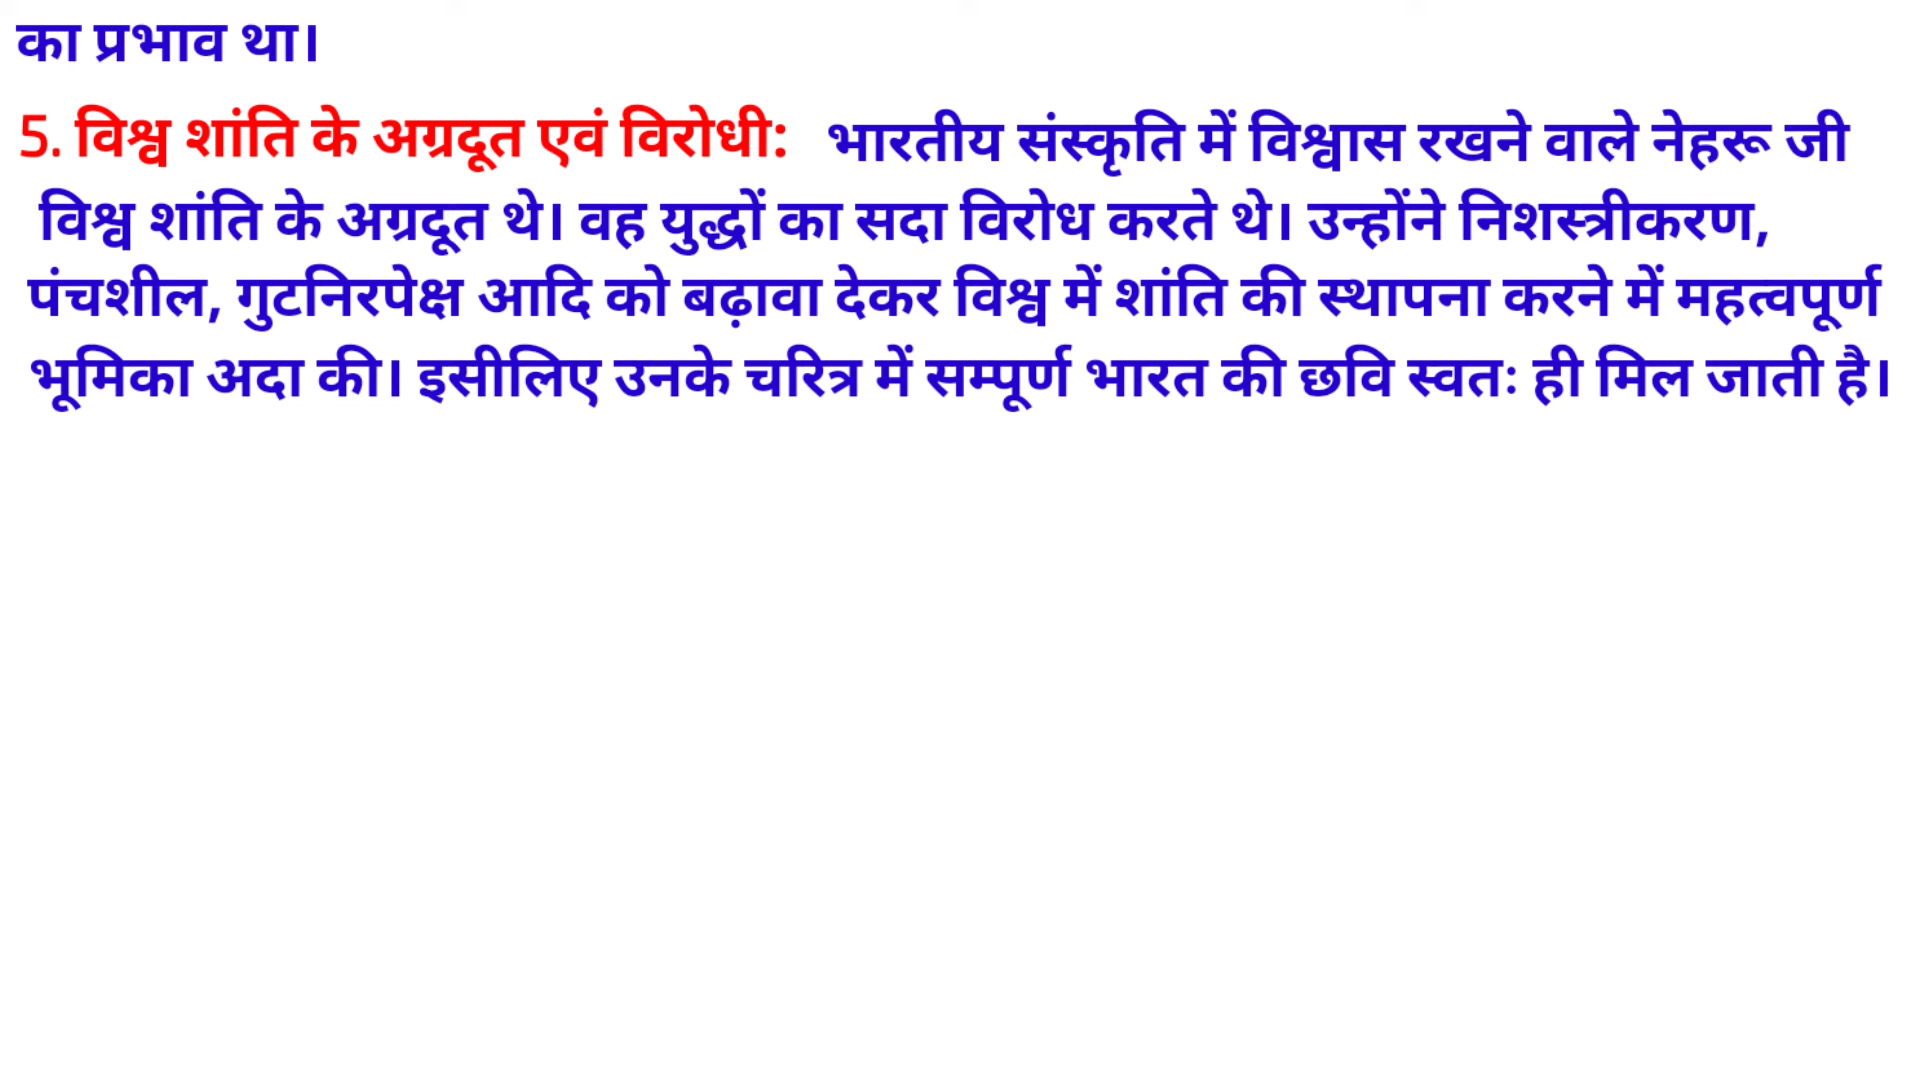 का प्रभाव था।
5. विश्व शांति के अग्रदूत एवं विरोधी: भारतीय संस्कृति में विश्वास रखने वाले नेहरू जी
विश्व शांति के अग्रदूत थे। वह युद्धों का सदा विरोध करते थे। उन्होंने निशस्त्रीकरण,
पंचशील, गुटनिरपेक्ष आदि को बढ़ावा देकर विश्व में शांति की स्थापना करने में महत्वपूर्ण
भूमिका अदा की। इसीलिए उनके चरित्र में सम्पूर्ण भारत की छवि स्वतः ही मिल जाती है।